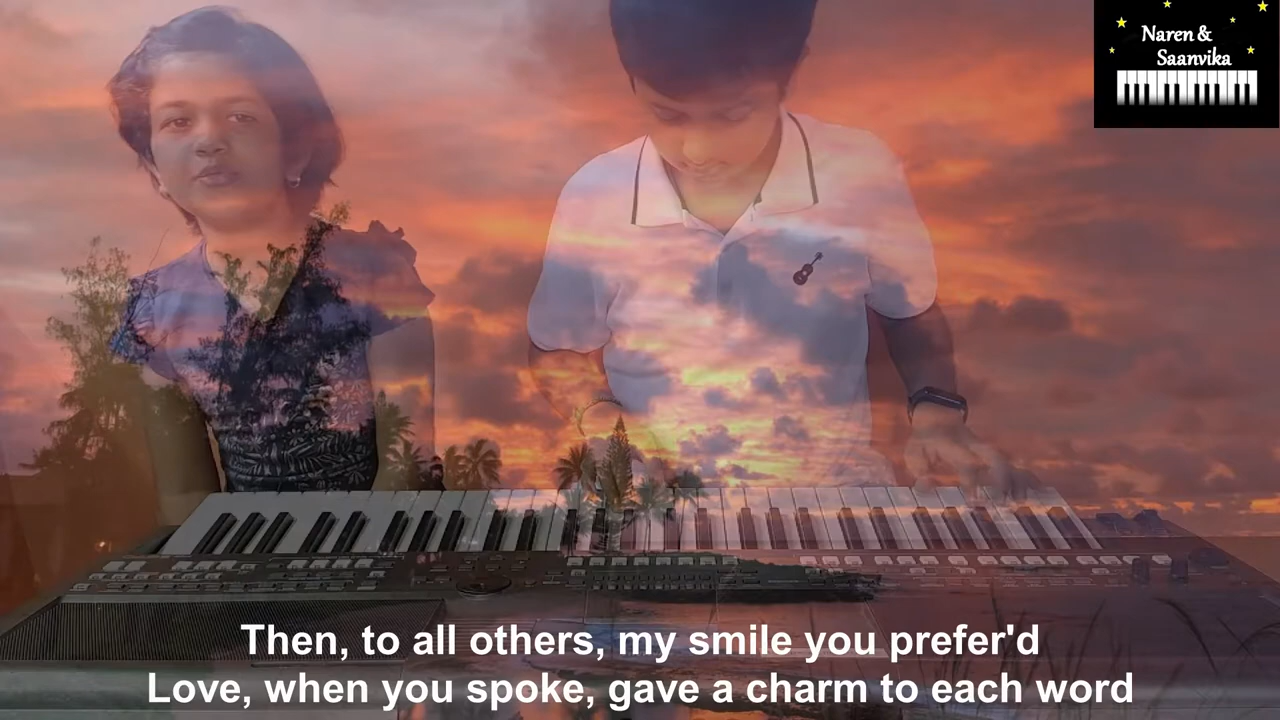 Naren &
Saanvika
Then, to all others, my smile you prefer'd
Love, when you spoke, gave a charm to each word